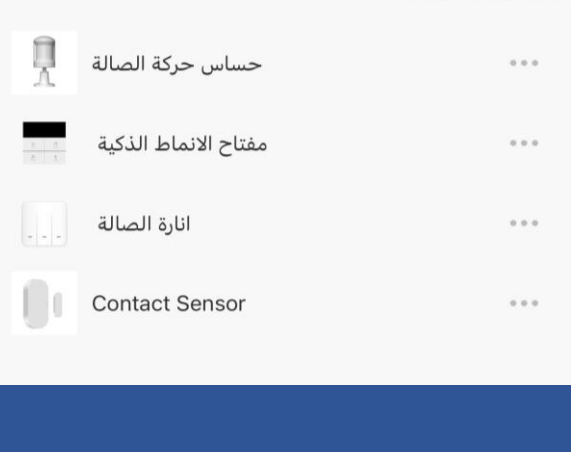 حساس حركة الصالة
مفتاح الانماط الذكية
انارة الصالة
Contact Sensor